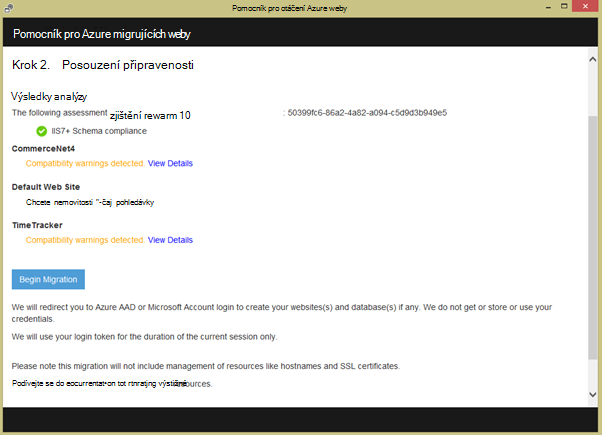 Pomocník pro otáčení Azure weby
Pomocník pro Azure migrujících weby
Krok 2. Posouzení připravenosti
Výsledky analýzy
The following assessment zjištění rewarm 10 : 50399fc6-86a2-4a82-a094-c5d9d3b949e5
IIS7+ Schema compliance
CommerceNet4
Compatibility warnings detected. View Details
Default Web Site
Chcete nemovitosti "-čaj pohledávky
TimeTracker
Compatibility warnings detected. View Details
Begin Migration
We will redirect you to Azure AAD or Microsoft Account login to create your websites(s) and database(s) if any. We do not get or store or use your
credentials.
We will use your login token for the duration of the current session only.
Please note this migration will not include management of resources like hostnames and SSL certificates.
Podívejte se do eocurrentat•on tot rtnratjng výstižné